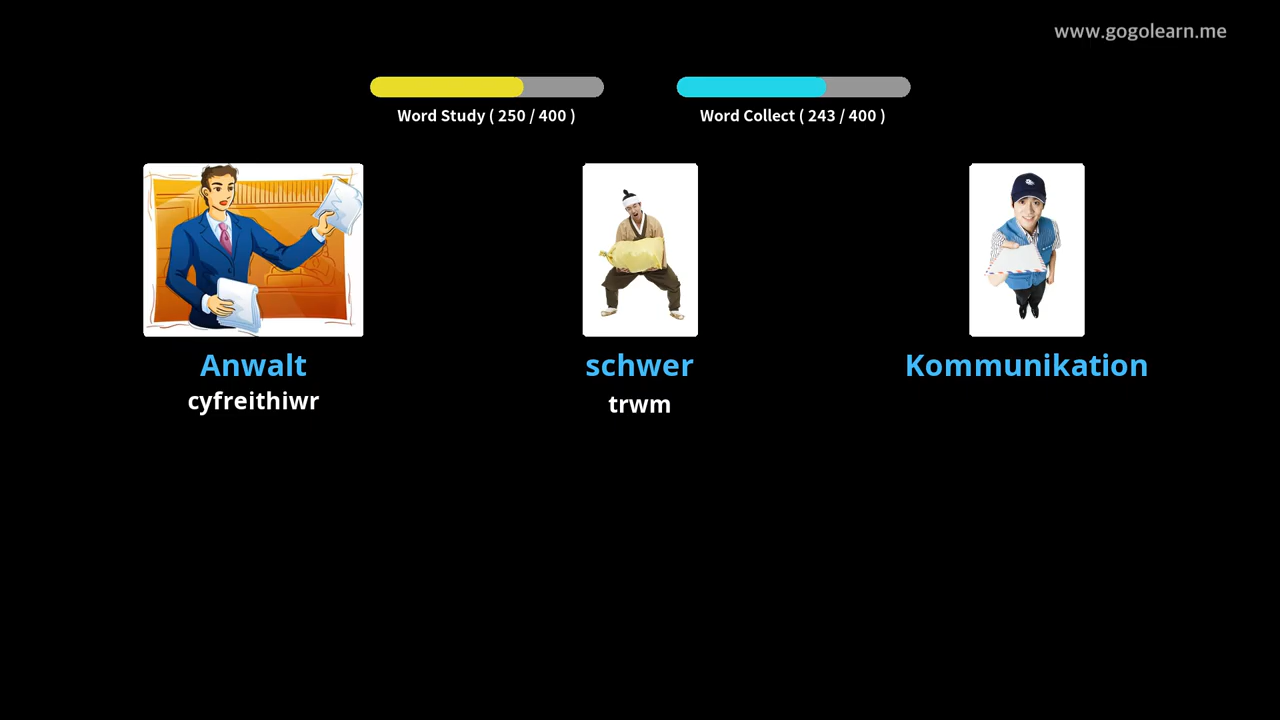 www.gogolearn.me
Word Study ( 250 / 400 )
Word Collect ( 243 / 400 )
Anwalt
cyfreithiwr
schwer
trwm
Kommunikation